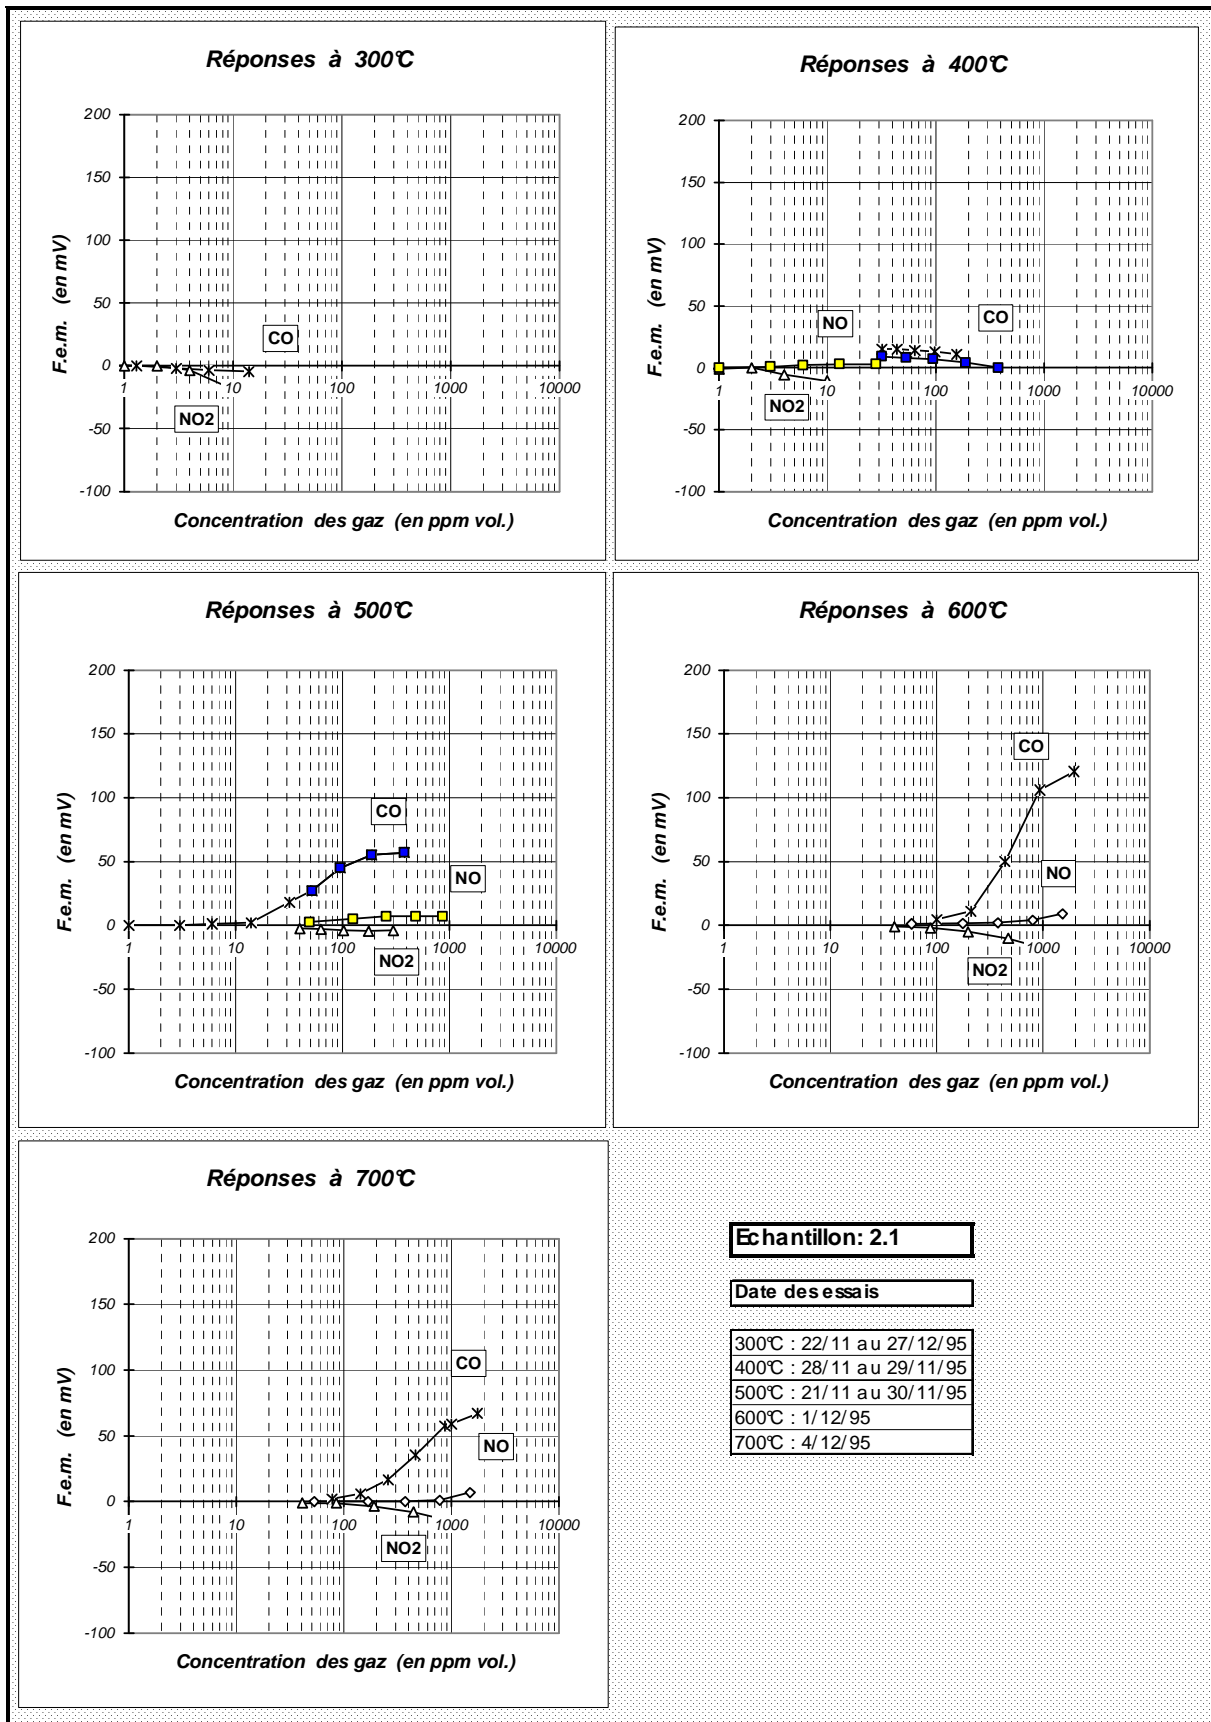 Réponses à 300°C
200
150
100
50
0
-50
-100
1
10
100
1000
10000
CO
NO2
F.e.m. (en mV)
Concentration des gaz (en ppm vol.)
Réponses à 400°C
200
150
100
50
0
-50
-100
1
10
100
1000
10000
NO
CO
NO2
F.e.m. (en mV)
Concentration des gaz (en ppm vol.)
Réponses à 500°C
200
150
100
50
0
-50
-100
1
10
100
1000
10000
CO
NO
NO2
F.e.m. (en mV)
Concentration des gaz (en ppm vol.)
Réponses à 600°C
200
150
100
50
0
-50
-100
1
10
100
1000
10000
CO
NO
NO2
F.e.m. (en mV)
Concentration des gaz (en ppm vol.)
Réponses à 700°C
200
150
100
50
0
-50
-100
1
10
100
1000
10000
CO
NO
NO2
F.e.m. (en mV)
Concentration des gaz (en ppm vol.)
Echantillon: 2.1
Date des essais
300°C : 22/11 au 27/12/95
400°C : 28/11 au 29/11/95
500°C : 21/11 au 30/11/95
600°C : 1/12/95
700°C : 4/12/95